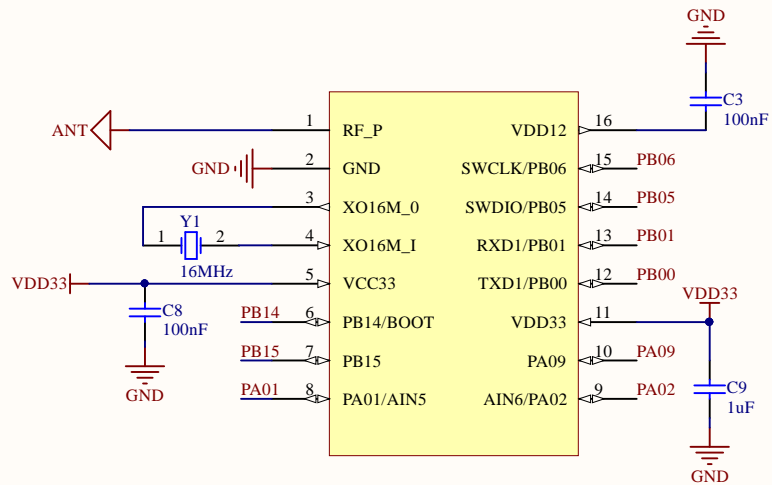 GND
C3
100nF
ANT
1
RF_P
VDD12
16
GND
2
GND
SWCLK/PB06
15
PB06
3
XO16M_0
SWDIO/PB05
14
PB05
Y1
1
2
16MHz
4
XO16M_I
RXD1/PB01
13
PB01
VDD33
5
VCC33
TXD1/PB00
12
PB00
C8
100nF
GND
PB14
6
PB14/BOOT
VDD33
11
VDD33
PB15
7
PB15
PA09
10
PA09
PA01
8
PA01/AIN5
AIN6/PA02
9
PA02
C9
1uF
GND